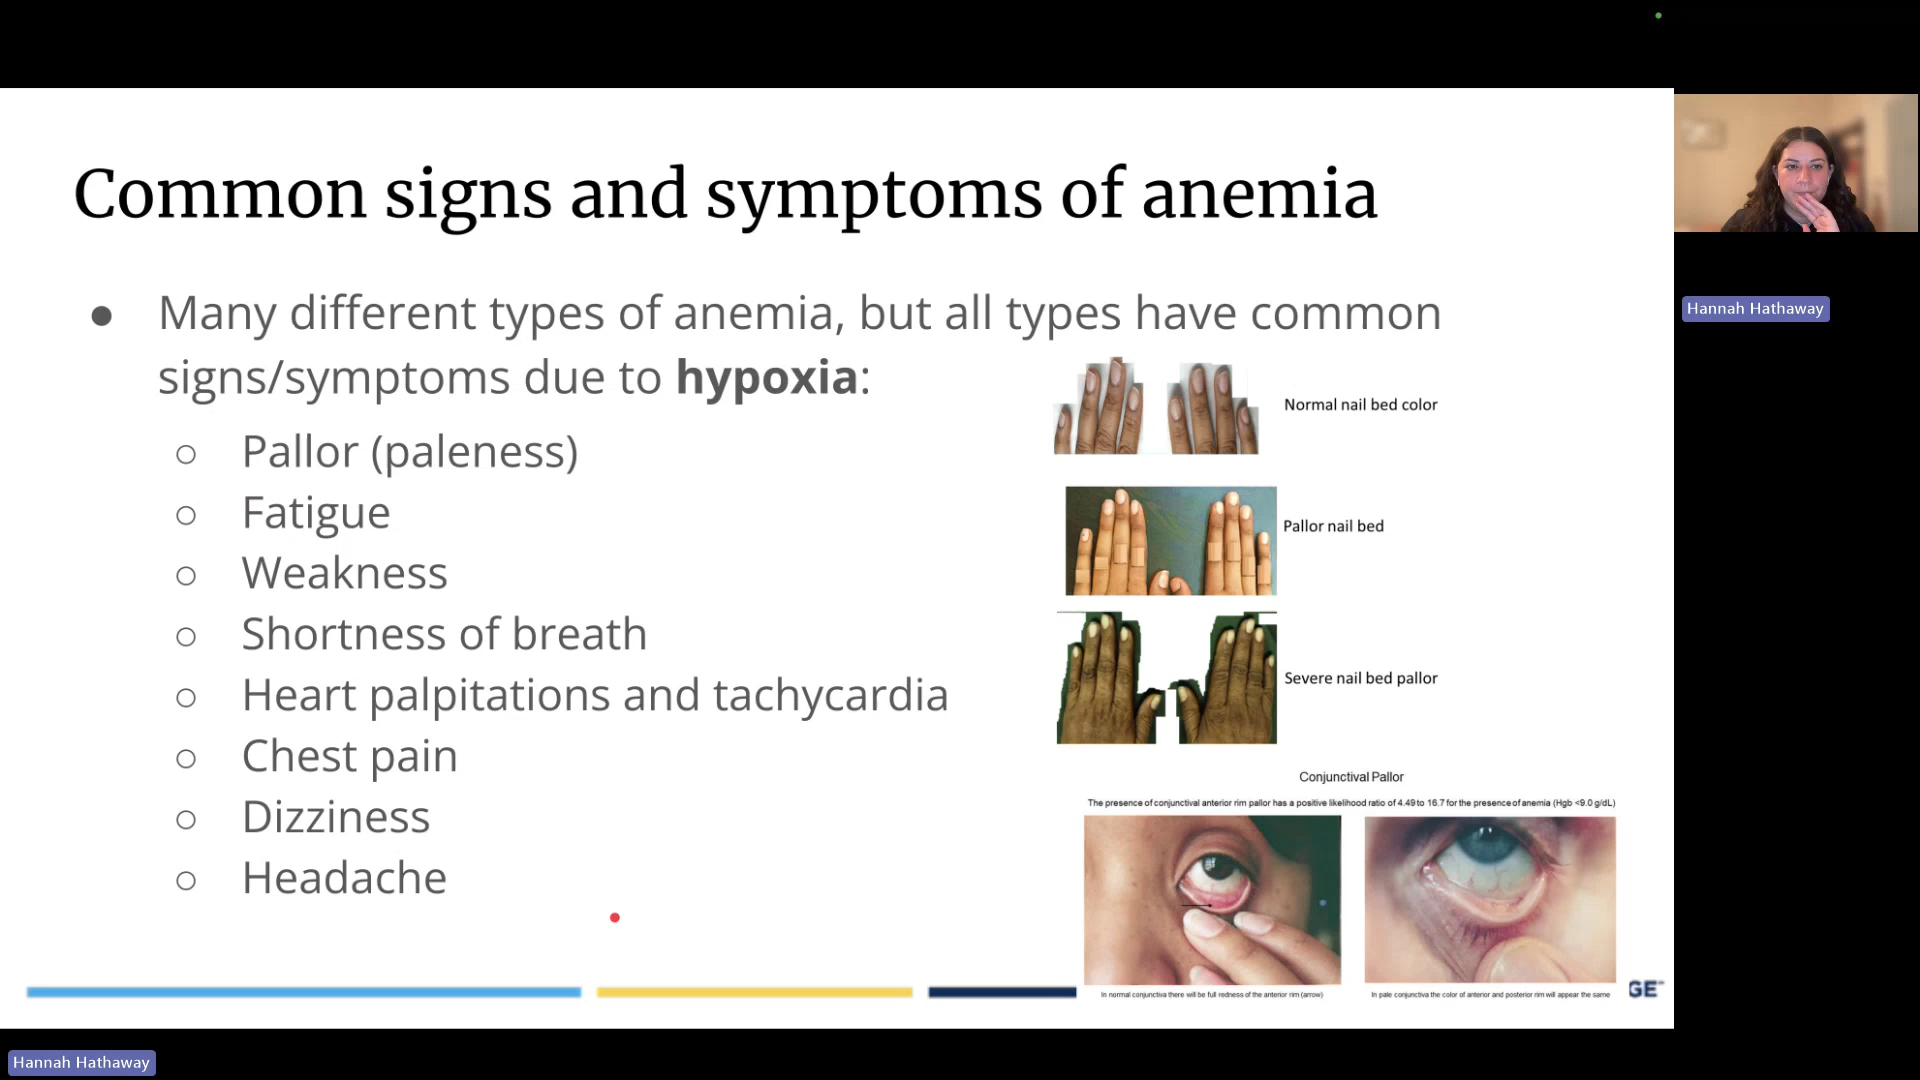 Common signs and symptoms of anemia
● Many different types of anemia, but all types have common
signs/symptoms due to hypoxia:
○ Pallor (paleness)
○ Fatigue
○ Weakness
○ Shortness of breath
○ Heart palpitations and tachycardia
○ Chest pain
○ Dizziness
○ Headache
Normal nail bed color
Pallor nail bed
Severe nail bed pallor
Conjunctival Pallor
The presence of conjunctival anterior rim pallor has a positive likelihood ratio of 4.49 to 16.7 for the presence of anemia (Hgb <9.0 g/dL)
In normal conjunctiva there will be full redness of the anterior rim (arrow)
In pale conjunctiva the color of anterior and posterior rim will appear the same
GE
Hannah Hathaway
Hannah Hathaway